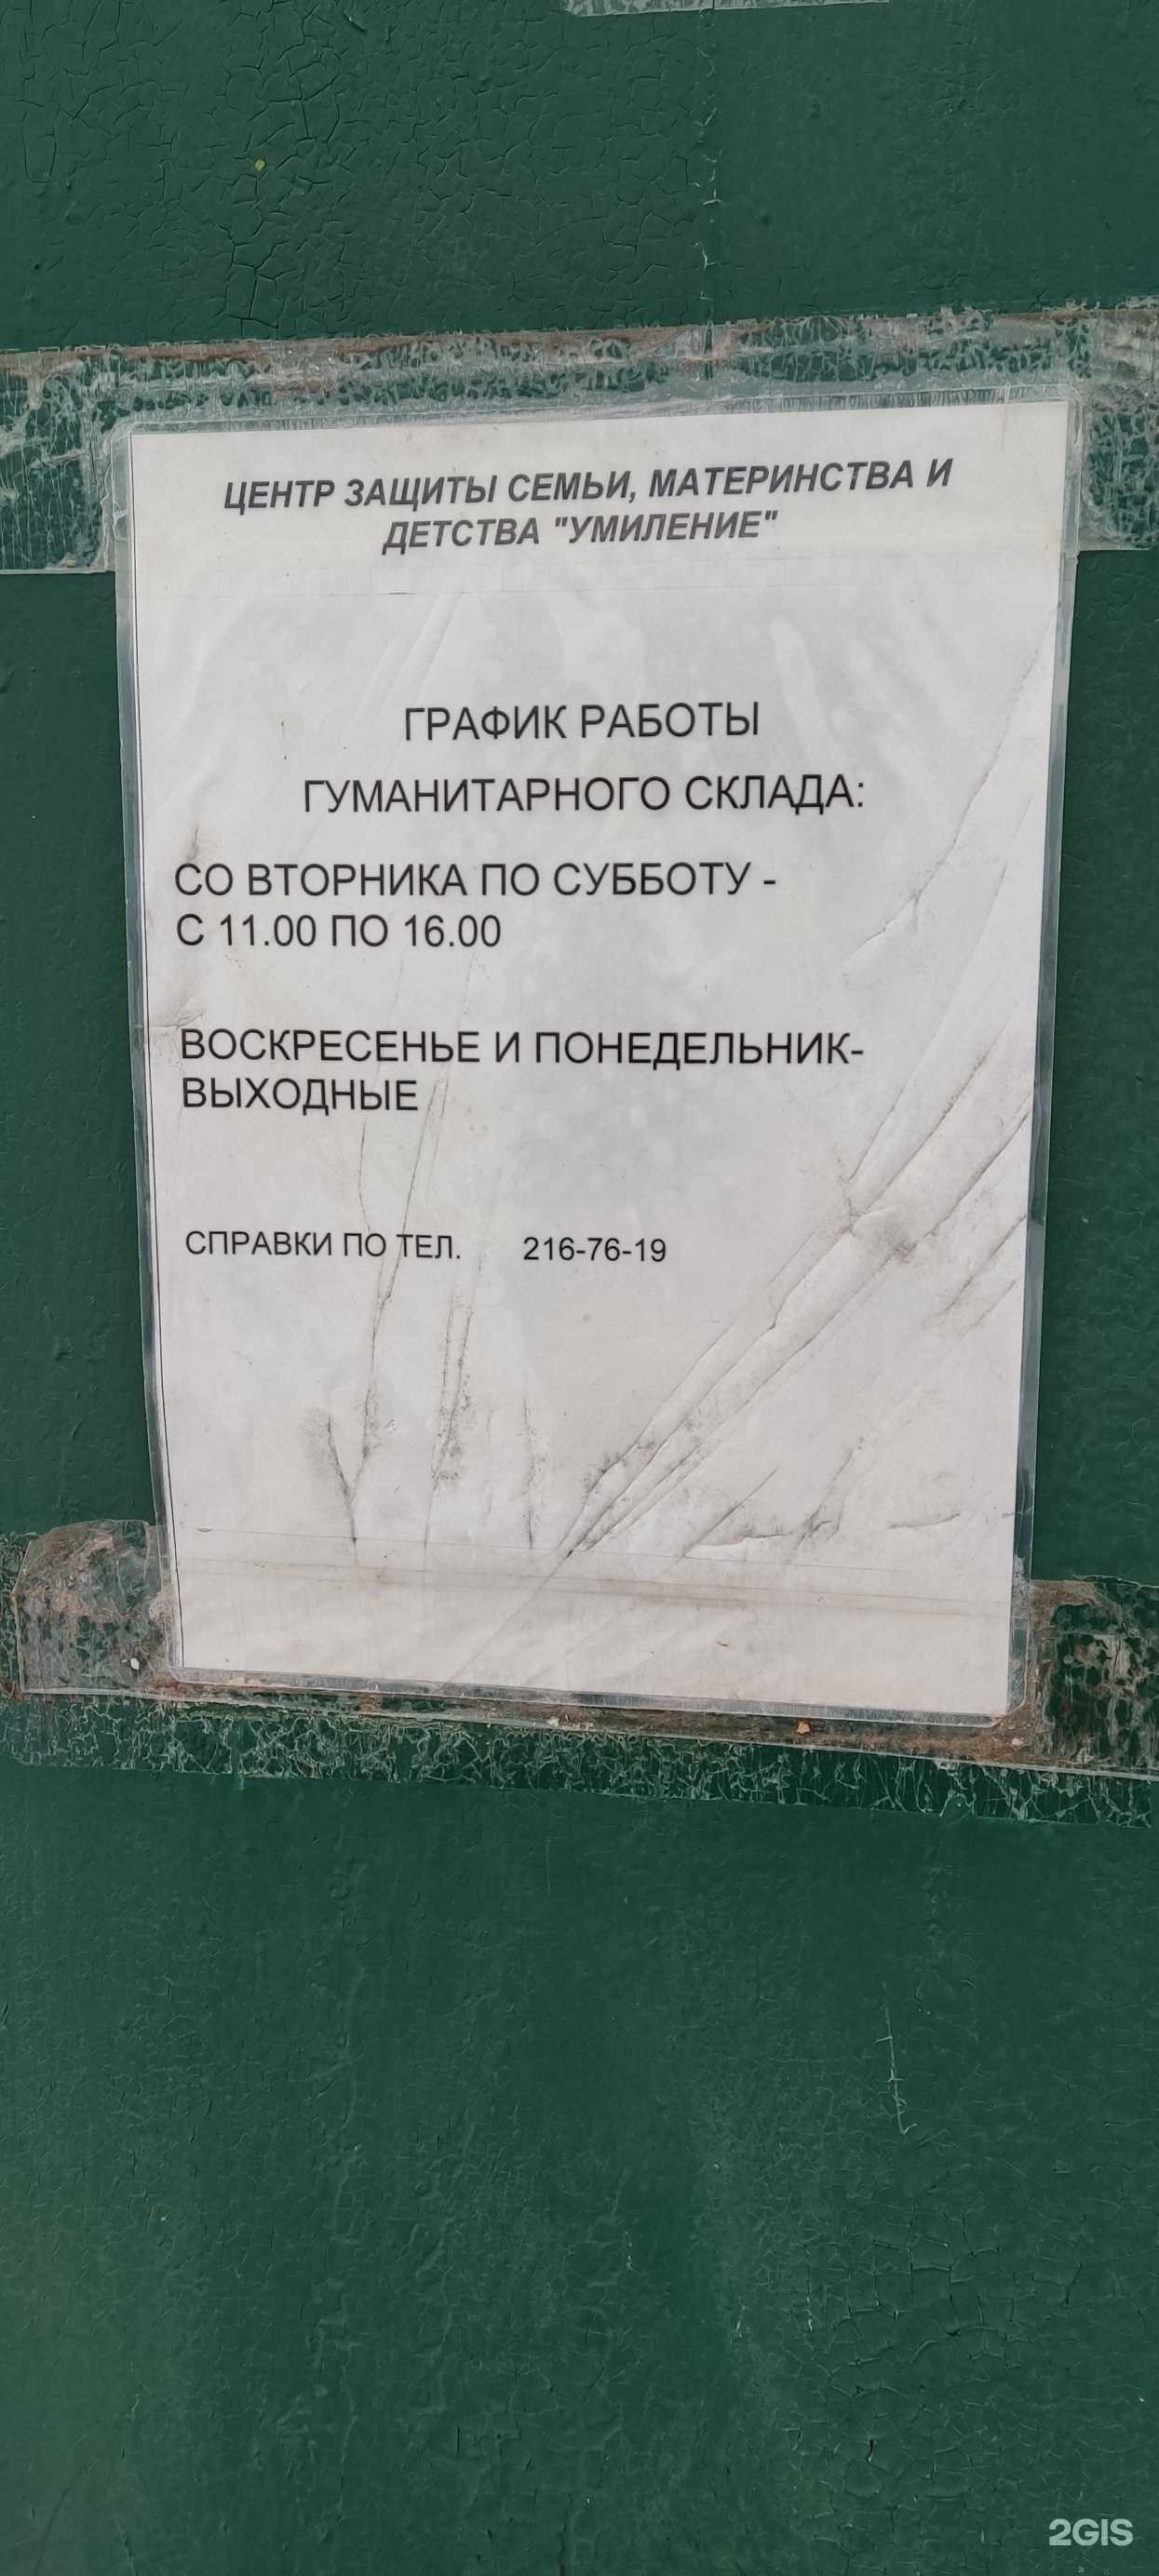 ЦЕНТР ЗАЩИТЫ СЕМЬИ, МАТЕРИНСТВА И
ДЕТСТВА "УМИЛЕНИЕ"
ГРАФИК РАБОТЫ
ГУМАНИТАРНОГО СКЛАДА:
СО ВТОРНИКА ПО СУББОТУ -
С 11.00 ПО 16.00
ВОСКРЕСЕНЬЕ И ПОНЕДЕЛЬНИК-
ВЫХОДНЫЕ
СПРАВКИ ПО ТЕЛ. 216-76-19
2GIS